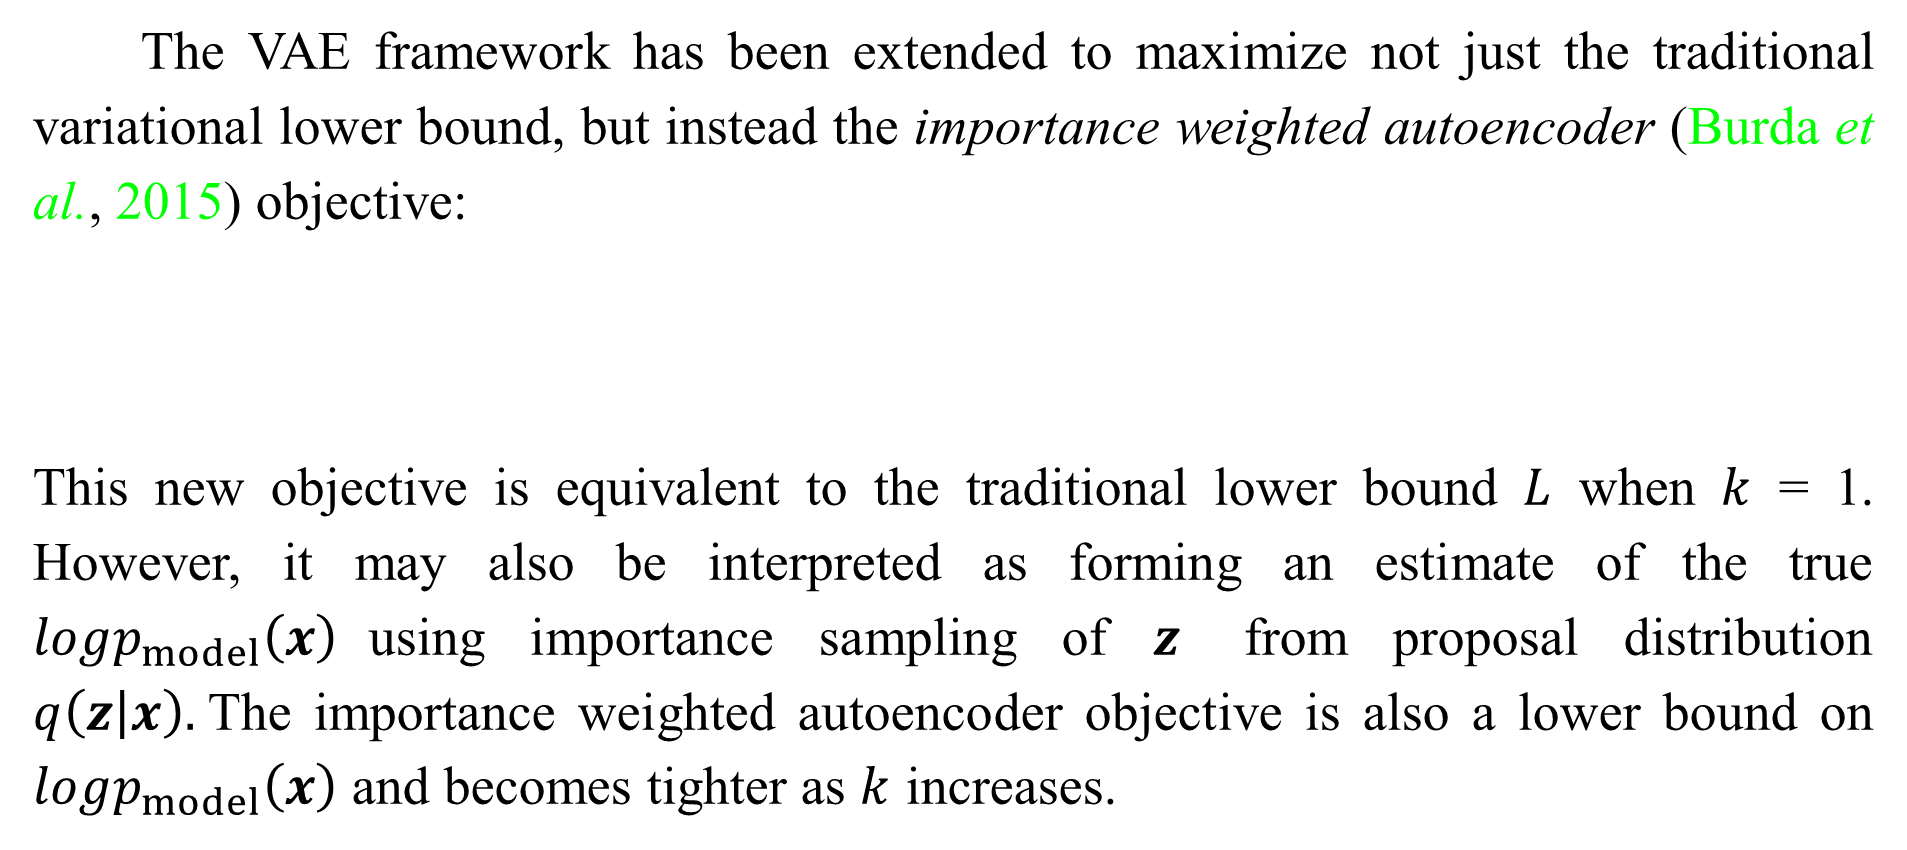 The VAE framework has been extended to maximize not just the traditional
variational lower bound, but instead the importance weighted autoencoder (Burda et
al., 2015) objective:
This new objective is equivalent to the traditional lower bound L when k = 1.
However, it may also be interpreted as forming an estimate of the true
logpmodel(x) using importance sampling of z from proposal distribution
q(z|x). The importance weighted autoencoder objective is also a lower bound on
logpmodel(x) and becomes tighter as k increases.